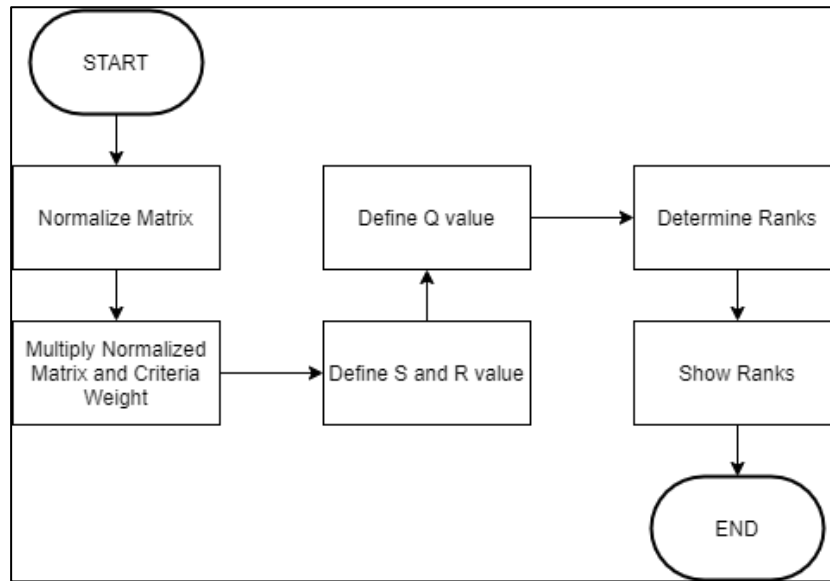 START
Normalize Matrix
Multiply Normalized
Matrix and Criteria
Weight
Define S and R value
Define Q value
Determine Ranks
Show Ranks
END